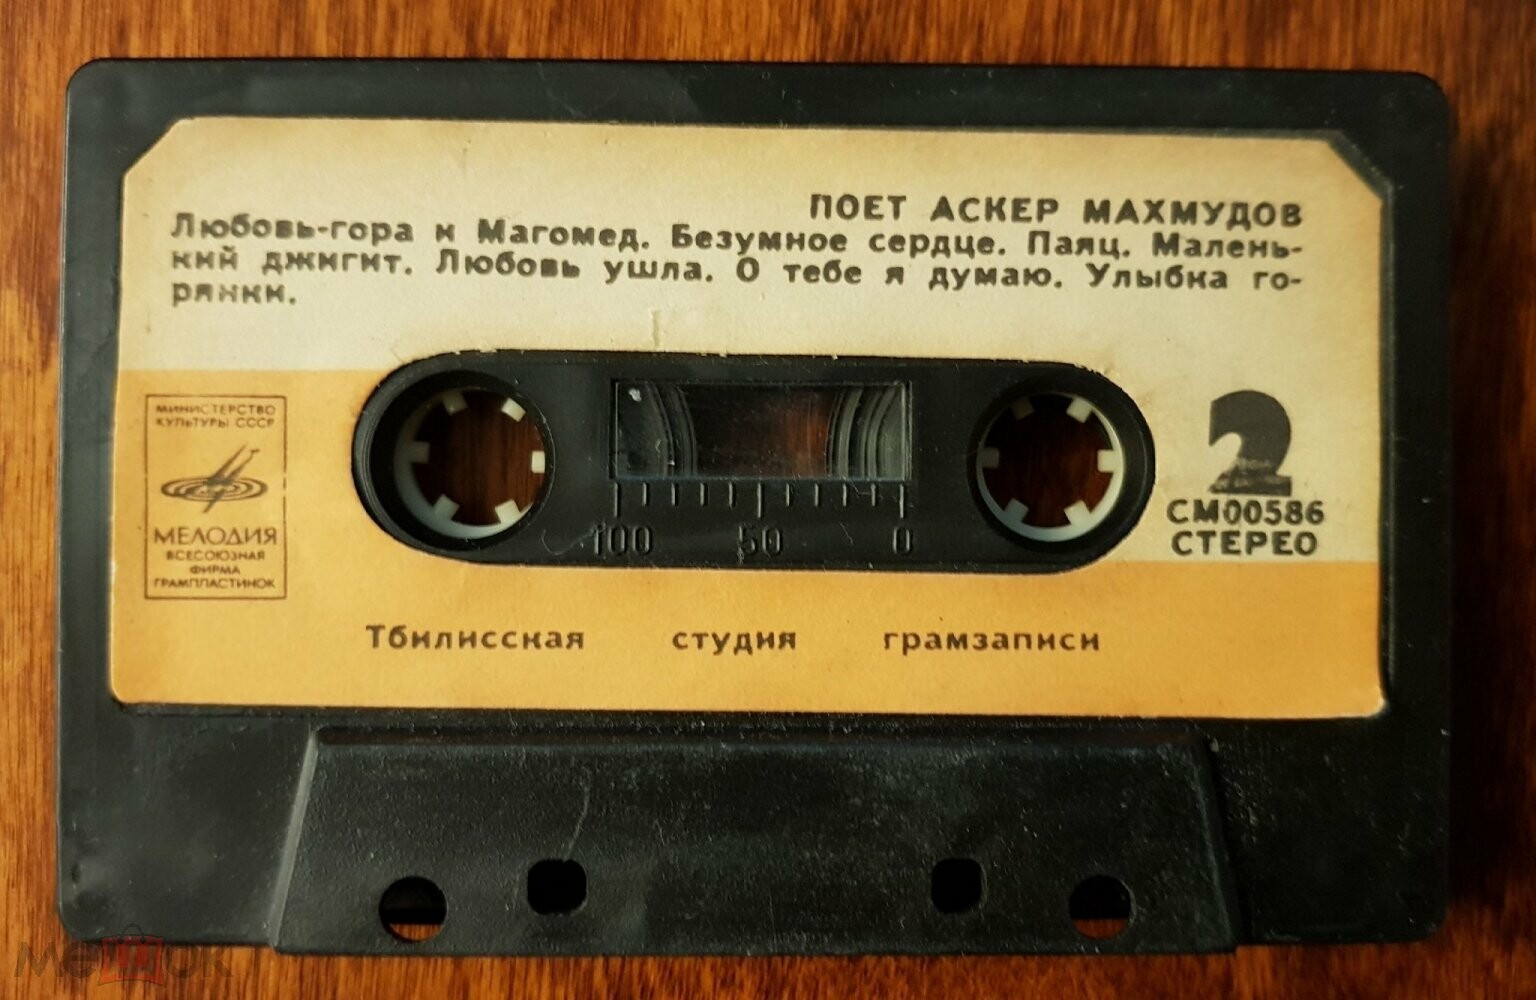 ПОЕТ АСКЕР МАХМУДОВ
Любовь-гора и Магомед. Безумное сердце. Паяц. Малень-
кий джигит. Любовь ушла. О тебе я думаю. Улыбка го-
рянки.
МИНИСТЕРСТВО
КУЛЬТУРЫ СССР
МЕЛОДИЯ
ВСЕСОЮЗНАЯ
ФИРМА
ГРАМПЛАСТИНОК
2
СМ00586
СТЕРЕО
100 50 0
Тбилисская студия грамзаписи
мешок